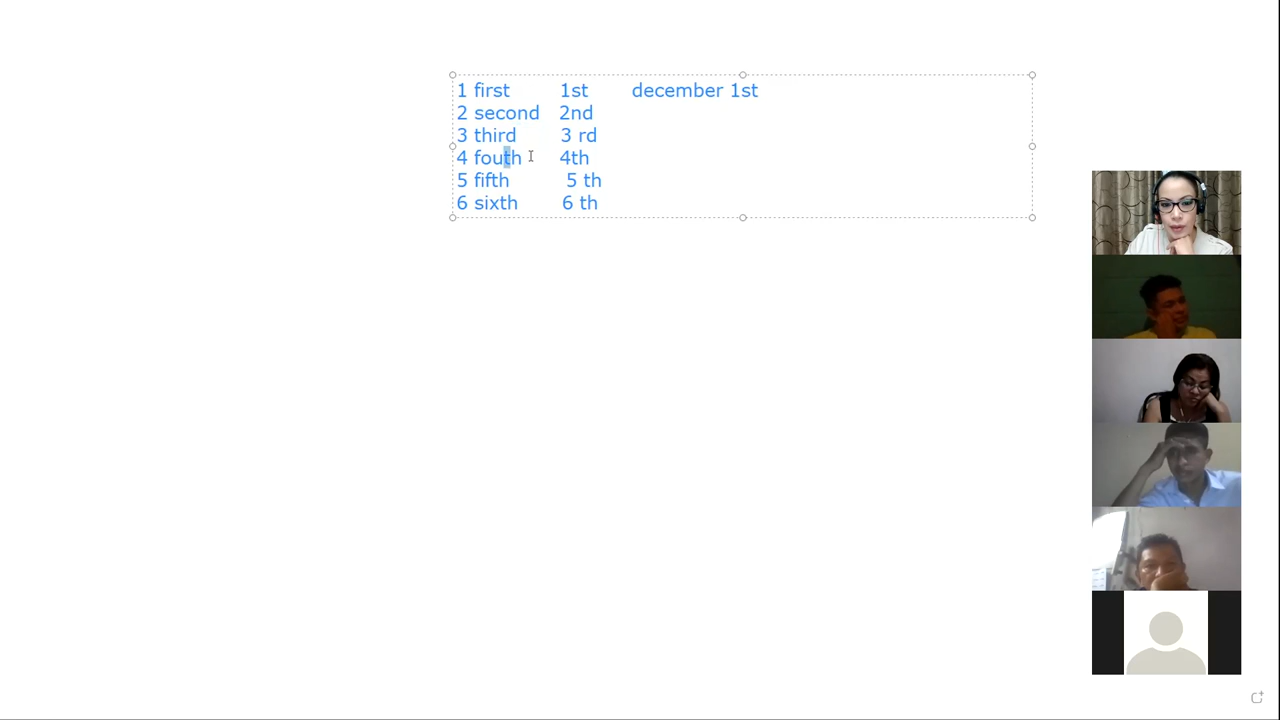 1 first 1st december 1st
2 second 2nd
3 third 3 rd
4 fouth 4th
5 fifth 5 th
6 sixth 6 th